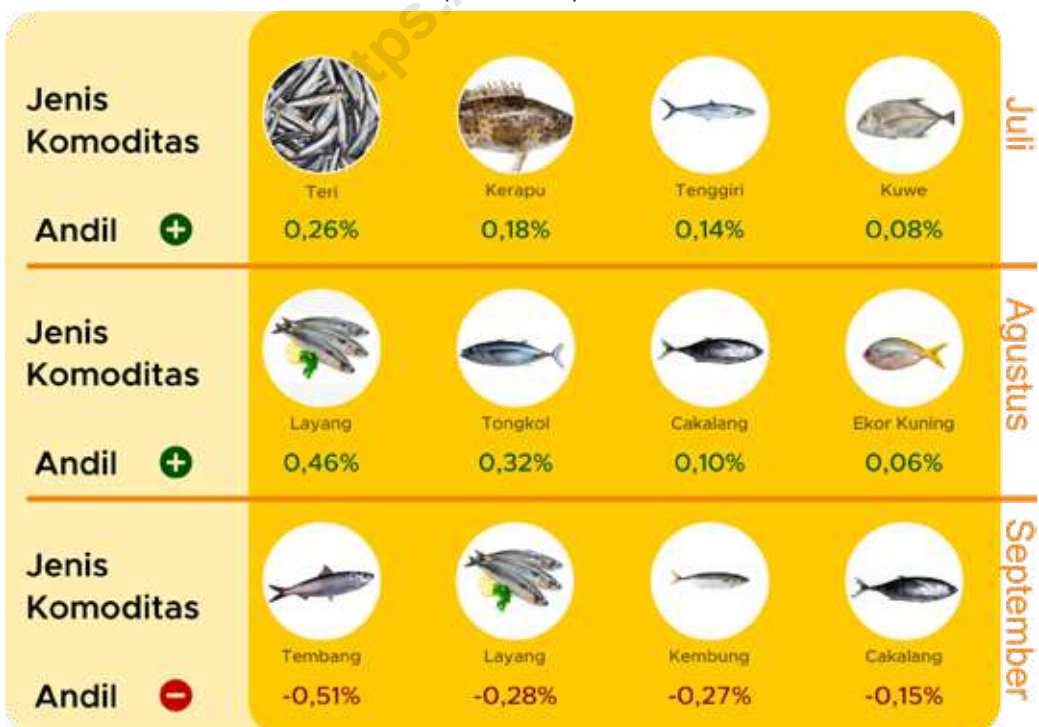 Jenis
Komoditas
Teri
Kerapu
Tenggiri
Kuwe
Andil
0,26%
0,18%
0,14%
0,08%
Juli
Jenis
Komoditas
Layang
Tongkol
Cakalang
Ekor Kuning
Andil
0,46%
0,32%
0,10%
0,06%
Agustus
Jenis
Komoditas
Tembang
Layang
Kembung
Cakalang
Andil
-0,51%
-0,28%
-0,27%
-0,15%
September